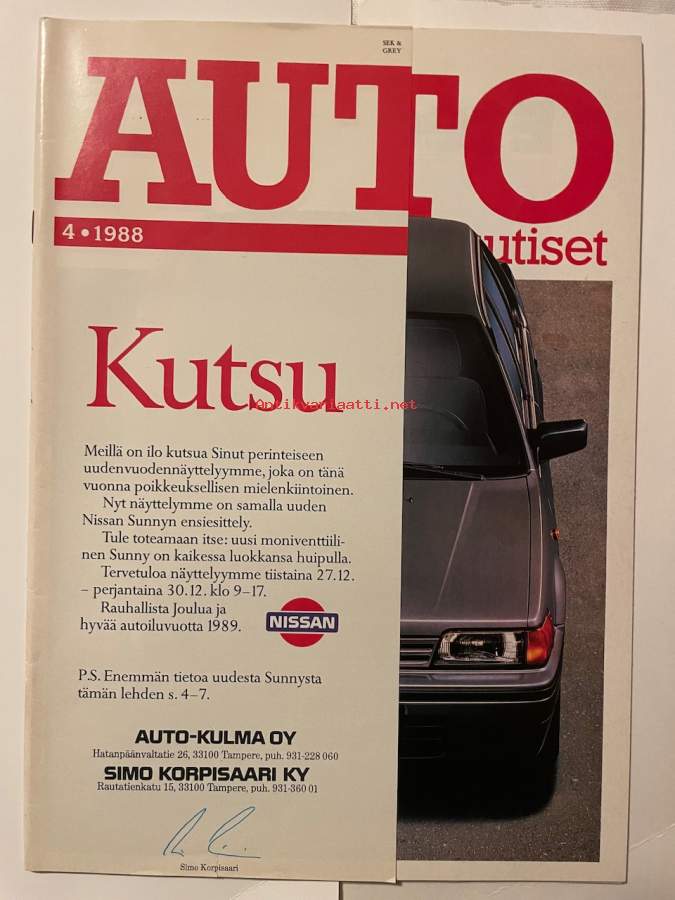 SEK &
GREY
AUTO
utiset
4 • 1988
Kutsu
Antikvariaatti.net
Meillä on ilo kutsua Sinut perinteiseen
uudenvuodennäyttelyymme, joka on tänä
vuonna poikkeuksellisen mielenkiintoinen.
Nyt näyttelymme on samalla uuden
Nissan Sunnyn ensiesittely.
Tule toteamaan itse: uusi moniventtiili-
nen Sunny on kaikessa luokkansa huipulla.
Tervetuloa näyttelyymme tiistaina 27.12.
– perjantaina 30.12. klo 9–17.
Rauhallista Joulua ja
hyvää autoiluvuotta 1989.
NISSAN
P.S. Enemmän tietoa uudesta Sunnysta
tämän lehden s. 4–7.
AUTO-KULMA OY
Hatanpäänvaltatie 26, 33100 Tampere, puh. 931-228 060
SIMO KORPISAARI KY
Rautatienkatu 15, 33100 Tampere, puh. 931-360 01
Simo Korpisaari